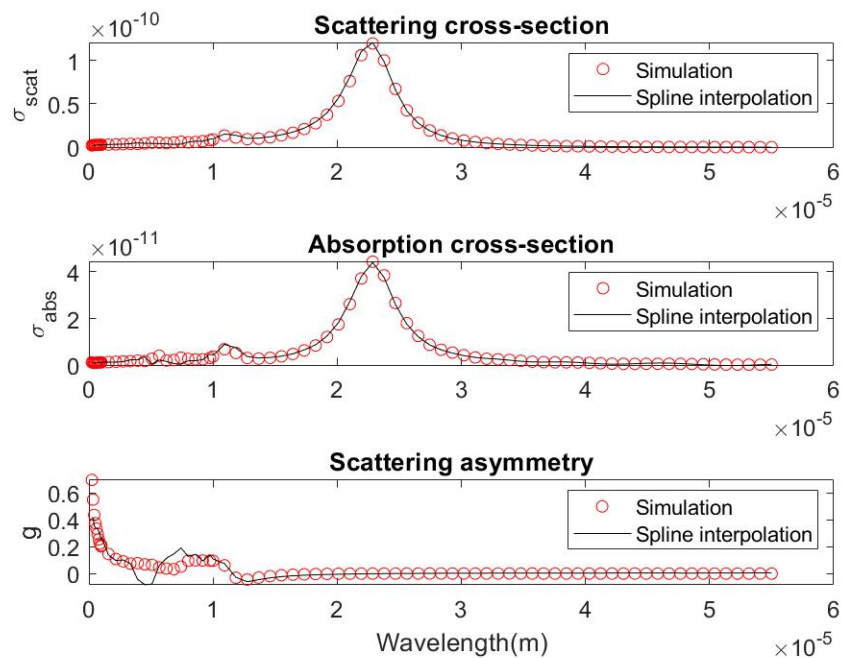 ×10⁻¹⁰ Scattering cross-section
1
0.5
0
σscat
Simulation
Spline interpolation
0 1 2 3 4 5 6
×10⁻⁵
×10⁻¹¹ Absorption cross-section
4
2
0
σabs
Simulation
Spline interpolation
0 1 2 3 4 5 6
×10⁻⁵
Scattering asymmetry
0.6
0.4
0.2
0
g
Simulation
Spline interpolation
0 1 2 3 4 5 6
Wavelength(m) ×10⁻⁵